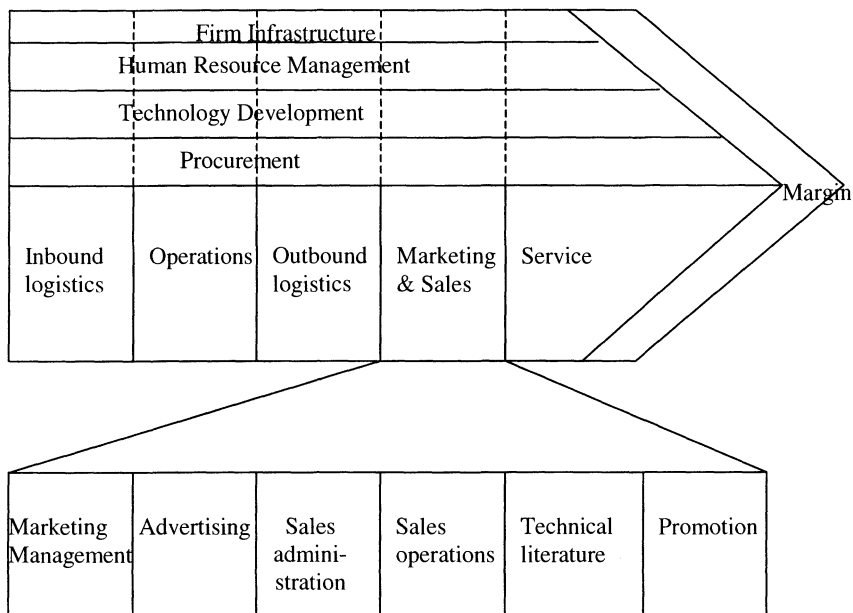 Firm Infrastructure
Human Resource Management
Technology Development
Procurement
Margin
Inbound
logistics
Operations
Outbound
logistics
Marketing
& Sales
Service
Marketing
Management
Advertising
Sales
admini-
stration
Sales
operations
Technical
literature
Promotion